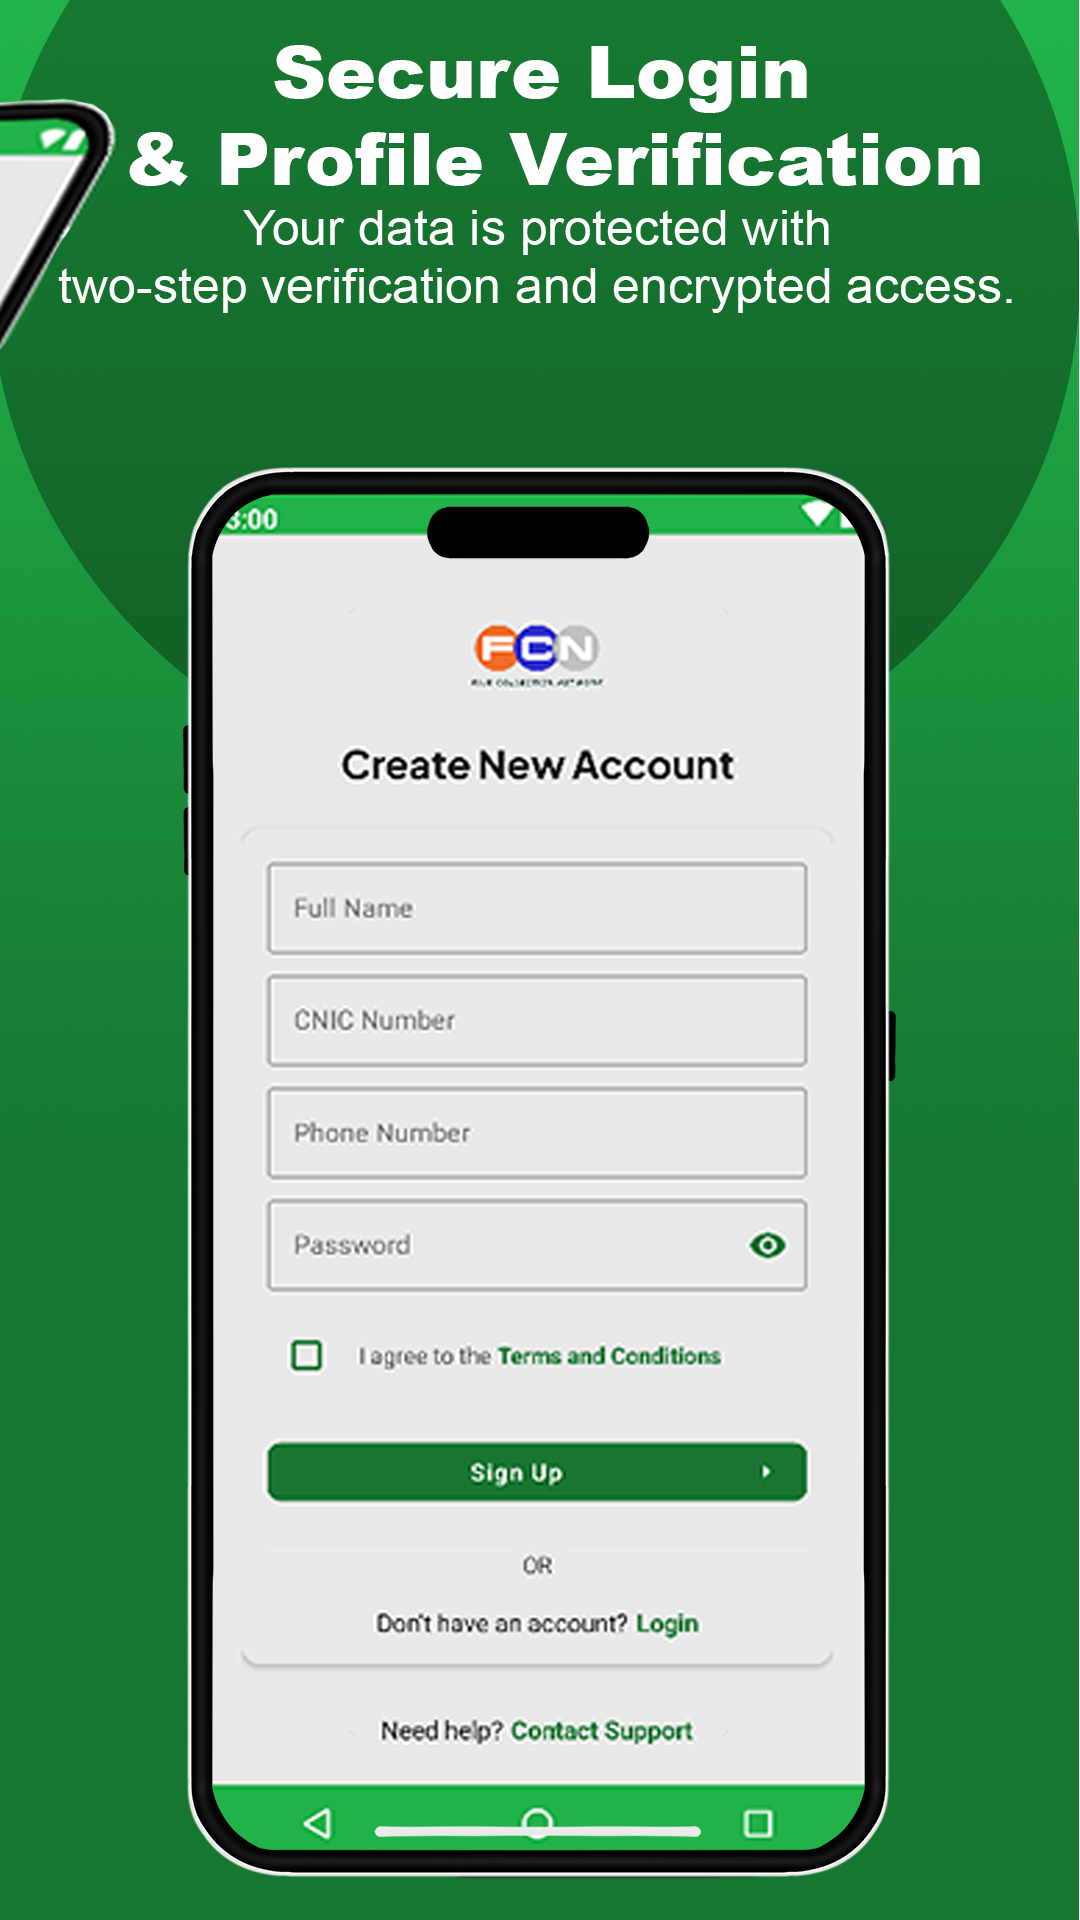 Secure Login
& Profile Verification
Your data is protected with
two-step verification and encrypted access.
3:00
FCN
Create New Account
Full Name
CNIC Number
Phone Number
Password
I agree to the Terms and Conditions
Sign Up
OR
Don't have an account? Login
Need help? Contact Support